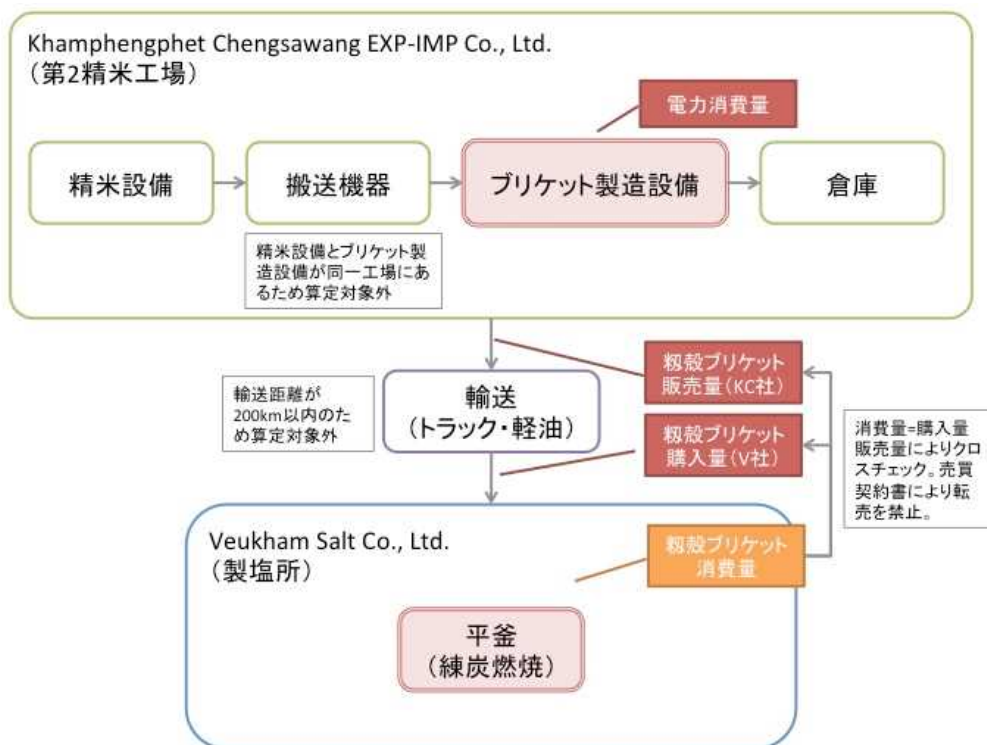 Khamphengphet Chengsawang EXP-IMP Co., Ltd.
（第2精米工場）
電力消費量
精米設備
搬送機器
ブリケット製造設備
倉庫
精米設備とブリケット製
造設備が同一工場にあ
るため算定対象外
籾殻ブリケット
販売量(KC社)
輸送距離が
200km以内のた
め算定対象外
輸送
（トラック・軽油）
籾殻ブリケット
購入量(V社)
消費量=購入量
販売量によりクロ
スチェック。売買
契約書により転
売を禁止。
Veukham Salt Co., Ltd.
（製塩所）
籾殻ブリケット
消費量
平釜
（練炭燃焼）